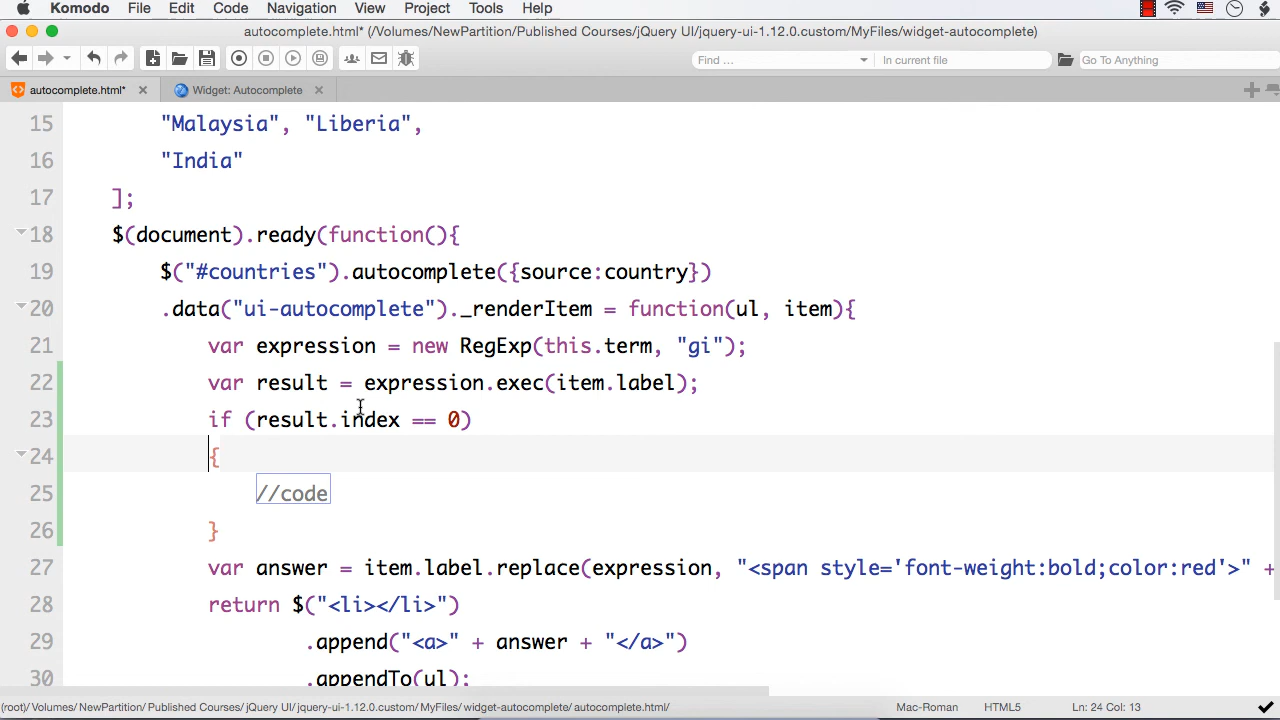 Komodo File Edit Code Navigation View Project Tools Help
autocomplete.html* (/Volumes/NewPartition/Published Courses/jQuery UI/jquery-ui-1.12.0.custom/MyFiles/widget-autocomplete)
Find ... In current file Go To Anything
autocomplete.html* Widget: Autocomplete
15 "Malaysia", "Liberia",
16 "India"
17 ];
18 $(document).ready(function(){
19 $("#countries").autocomplete({source:country})
20 .data("ui-autocomplete")._renderItem = function(ul, item){
21 var expression = new RegExp(this.term, "gi");
22 var result = expression.exec(item.label);
23 if (result.index == 0)
24 {
25 //code
26 }
27 var answer = item.label.replace(expression, "<span style='font-weight:bold;color:red'>" +
28 return $("<li></li>")
29 .append("<a>" + answer + "</a>")
30 .appendTo(ul);
(root)/Volumes/NewPartition/Published Courses/jQuery UI/jquery-ui-1.12.0.custom/MyFiles/widget-autocomplete/autocomplete.html/ Mac-Roman HTML5 Ln: 24 Col: 13